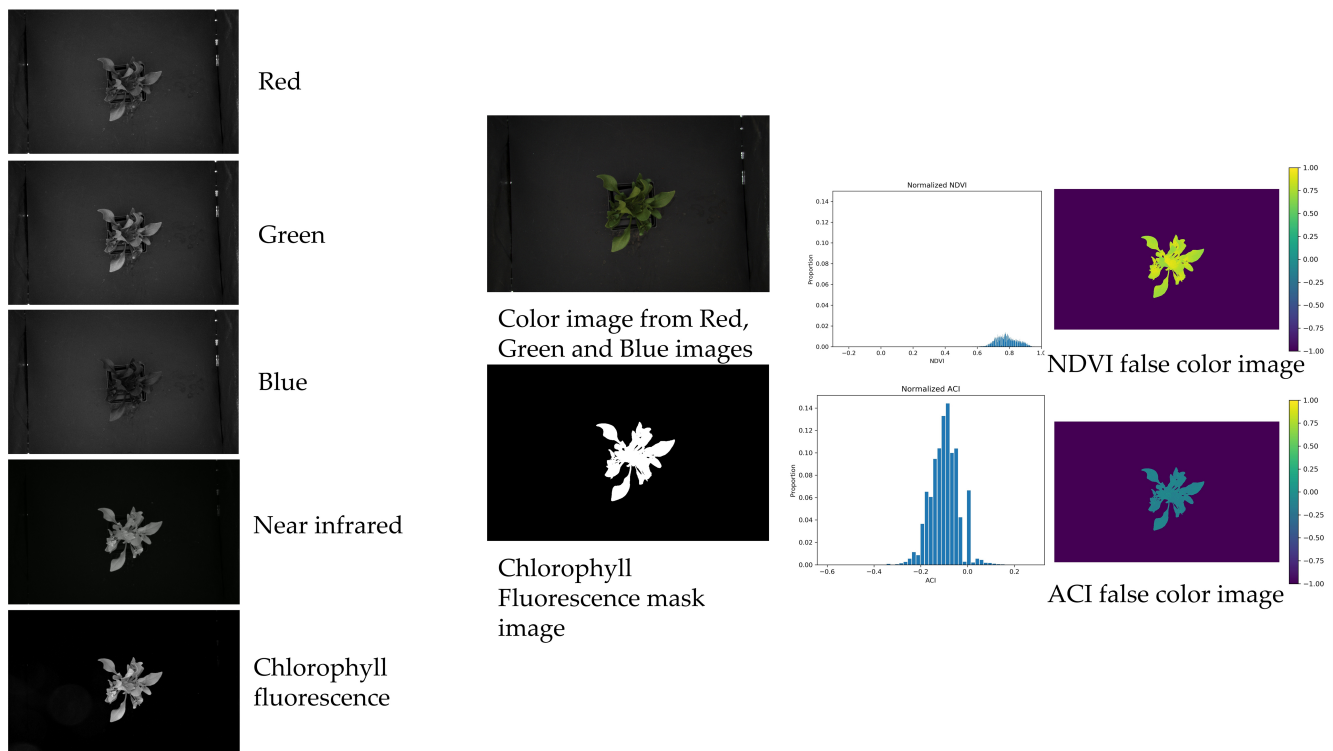 Red
Green
Blue
Near infrared
Chlorophyll
fluorescence
Color image from Red,
Green and Blue images
Chlorophyll
Fluorescence mask
image
Normalized NDVI
Proportion
0.14
0.12
0.10
0.08
0.06
0.04
0.02
0.00
−0.2 0.0 0.2 0.4 0.6 0.8 1.0
NDVI
1.00
0.75
0.50
0.25
0.00
−0.25
−0.50
−0.75
−1.00
NDVI false color image
Normalized ACI
Proportion
0.14
0.12
0.10
0.08
0.06
0.04
0.02
0.00
−0.6 −0.4 −0.2 0.0 0.2
ACI
1.00
0.75
0.50
0.25
0.00
−0.25
−0.50
−0.75
−1.00
ACI false color image